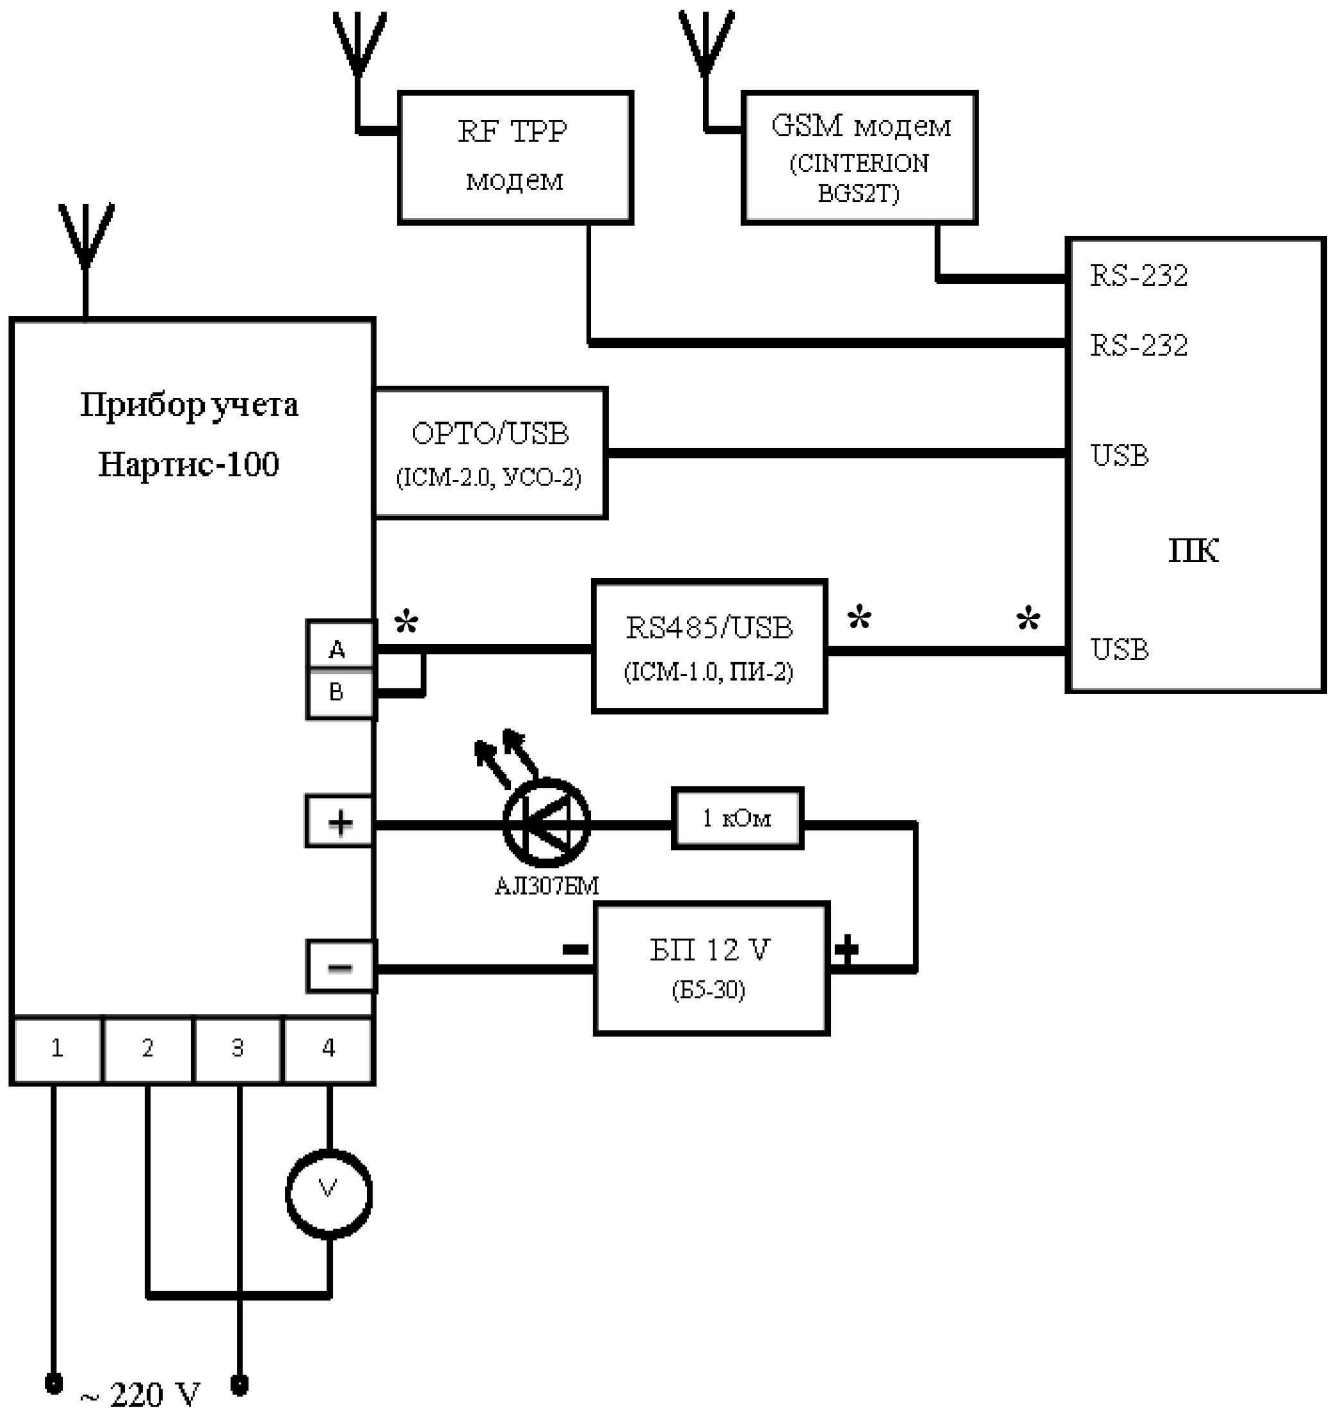 RF TPP
модем
GSM модем
(CINTERION
BGS2T)
RS-232
RS-232
Прибор учета
Нартис-100
OPTO/USB
(ICM-2.0, УСО-2)
USB
ПК
A
*
RS485/USB
(ICM-1.0, ПИ-2)
*
*
USB
B
+
1 кОм
АЛ307БМ
−
-
БП 12 V
(Б5-30)
+
1
2
3
4
V
~ 220 V